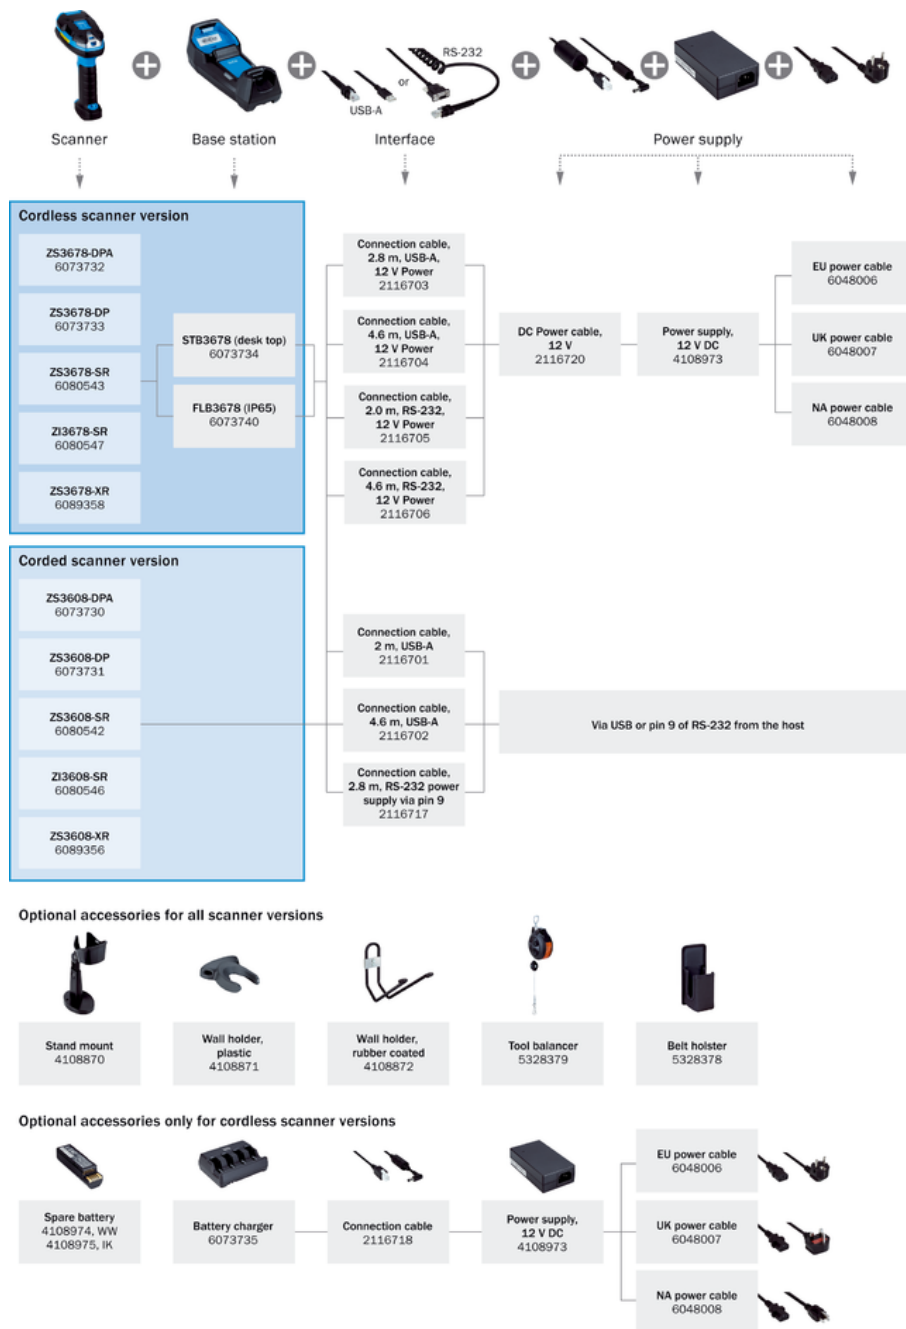 RS-232
or
USB-A
Scanner
Base station
Interface
Power supply
Cordless scanner version
ZS3678-DPA
6073732
ZS3678-DP
6073733
ZS3678-SR
6080543
ZI3678-SR
6080547
ZS3678-XR
6089358
STB3678 (desk top)
6073734
FLB3678 (IP65)
6073740
Connection cable,
2.8 m, USB-A,
12 V Power
2116703
Connection cable,
4.6 m, USB-A,
12 V Power
2116704
Connection cable,
2.0 m, RS-232,
12 V Power
2116705
Connection cable,
4.6 m, RS-232,
12 V Power
2116706
DC Power cable,
12 V
2116720
Power supply,
12 V DC
4108973
EU power cable
6048006
UK power cable
6048007
NA power cable
6048008
Corded scanner version
ZS3608-DPA
6073730
ZS3608-DP
6073731
ZS3608-SR
6080542
ZI3608-SR
6080546
ZS3608-XR
6089356
Connection cable,
2 m, USB-A
2116701
Connection cable,
4.6 m, USB-A
2116702
Connection cable,
2.8 m, RS-232 power
supply via pin 9
2116717
Via USB or pin 9 of RS-232 from the host
Optional accessories for all scanner versions
Stand mount
4108870
Wall holder,
plastic
4108871
Wall holder,
rubber coated
4108872
Tool balancer
5328379
Belt holster
5328378
Optional accessories only for cordless scanner versions
Spare battery
4108974, WW
4108975, IK
Battery charger
6073735
Connection cable
2116718
Power supply,
12 V DC
4108973
EU power cable
6048006
UK power cable
6048007
NA power cable
6048008